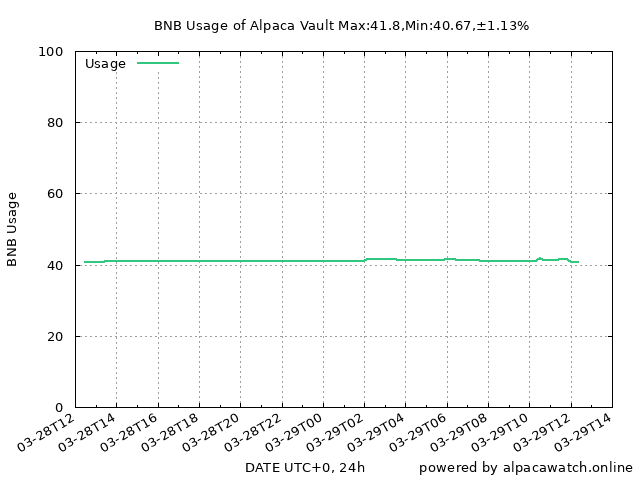 BNB Usage of Alpaca Vault Max:41.8,Min:40.67,±1.13%
100
Usage
80
60
40
20
0
BNB Usage
03-28T12
03-28T14
03-28T16
03-28T18
03-28T20
03-28T22
03-29T00
03-29T02
03-29T04
03-29T06
03-29T08
03-29T10
03-29T12
03-29T14
DATE UTC+0, 24h
powered by alpacawatch.online